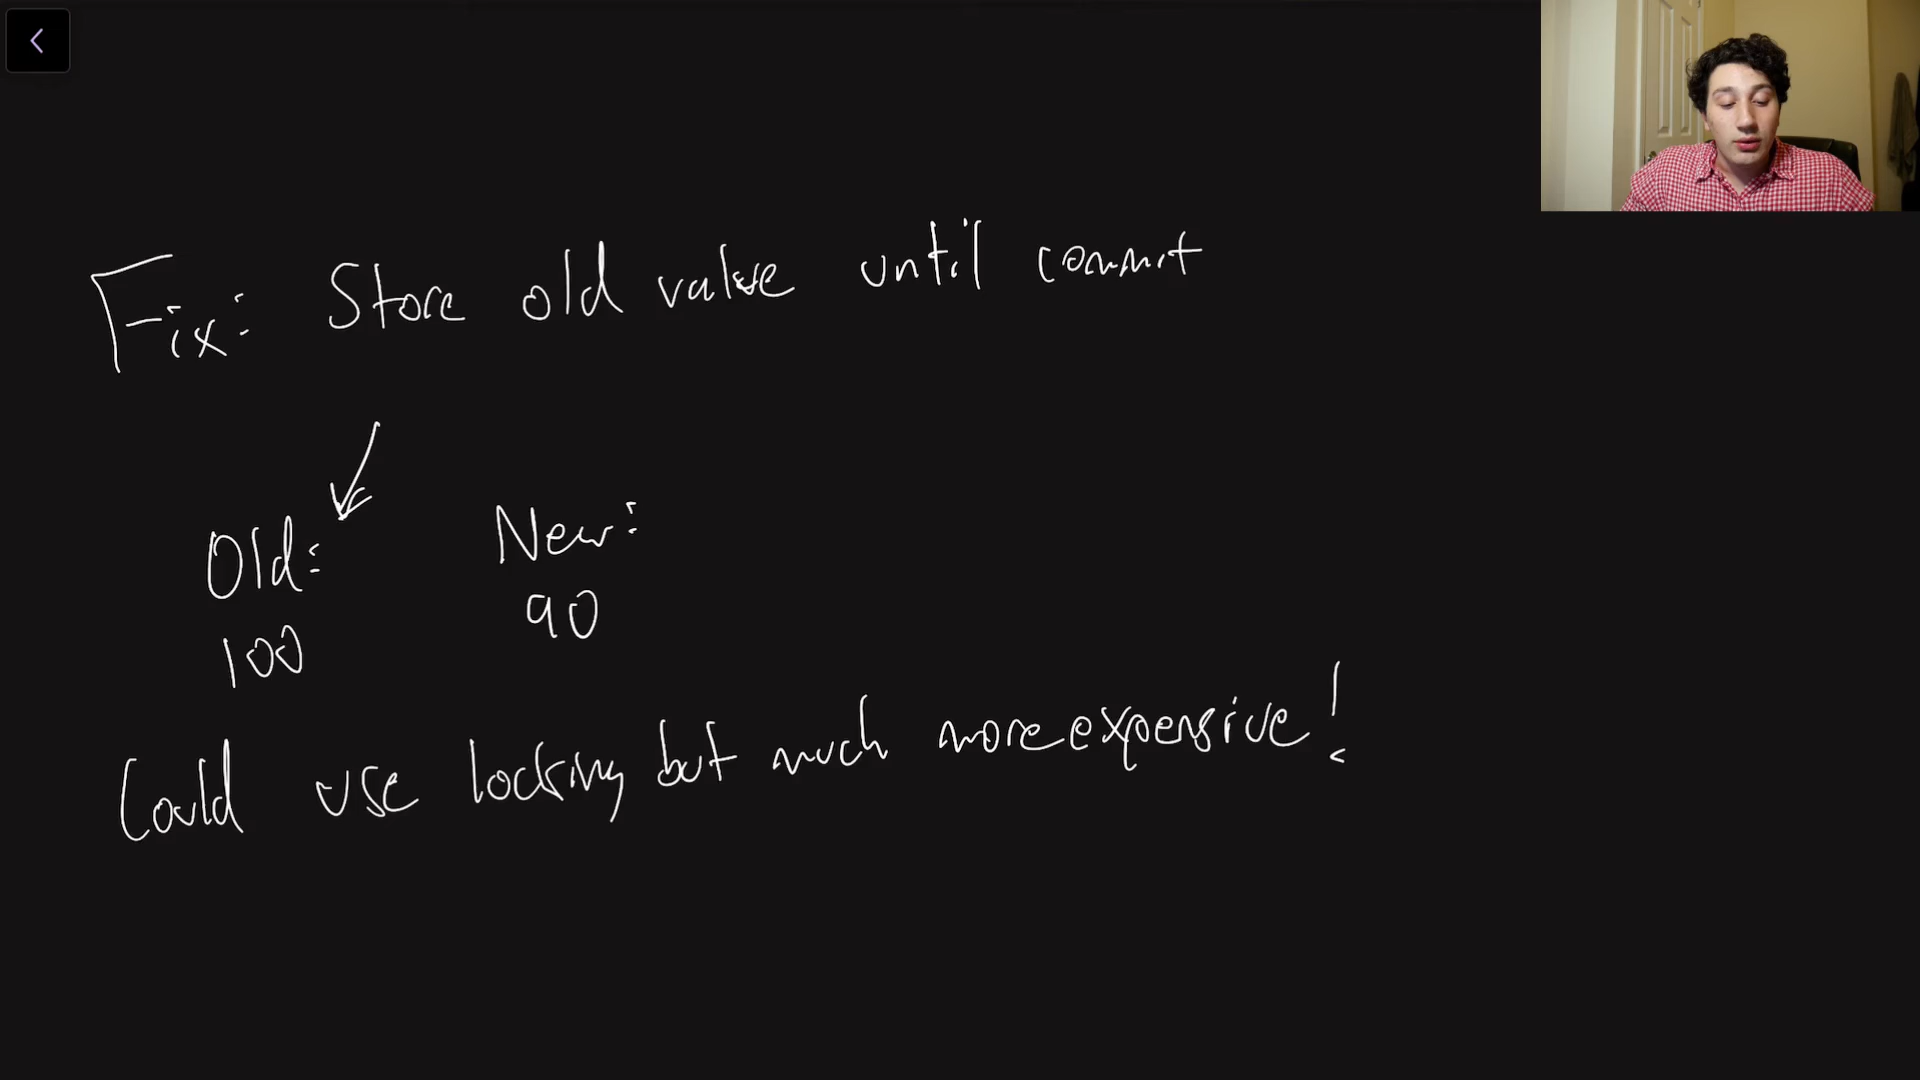 Fix: Store old value until commit
Old: New:
100 90
Could use locking but much more expensive!